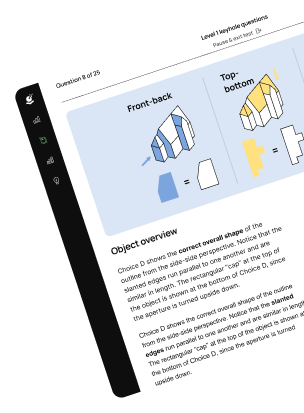 Level 1 keyhole questions
Question 8 of 25
Pause & exit test
Front-back
Top-
bottom
=
=
Object overview
Choice D shows the correct overall shape of the
outline from the side-side perspective. Notice that the
slanted edges run parallel to one another and are
similar in length. The rectangular "cap" at the top of
the object is shown at the bottom of Choice D, since
the aperture is turned upside down.
Choice D shows the correct overall shape of the outline
from the side-side perspective. Notice that the slanted
edges run parallel to one another and are similar in length.
The rectangular "cap" at the top of the object is shown at
the bottom of Choice D, since the aperture is turned
upside down.